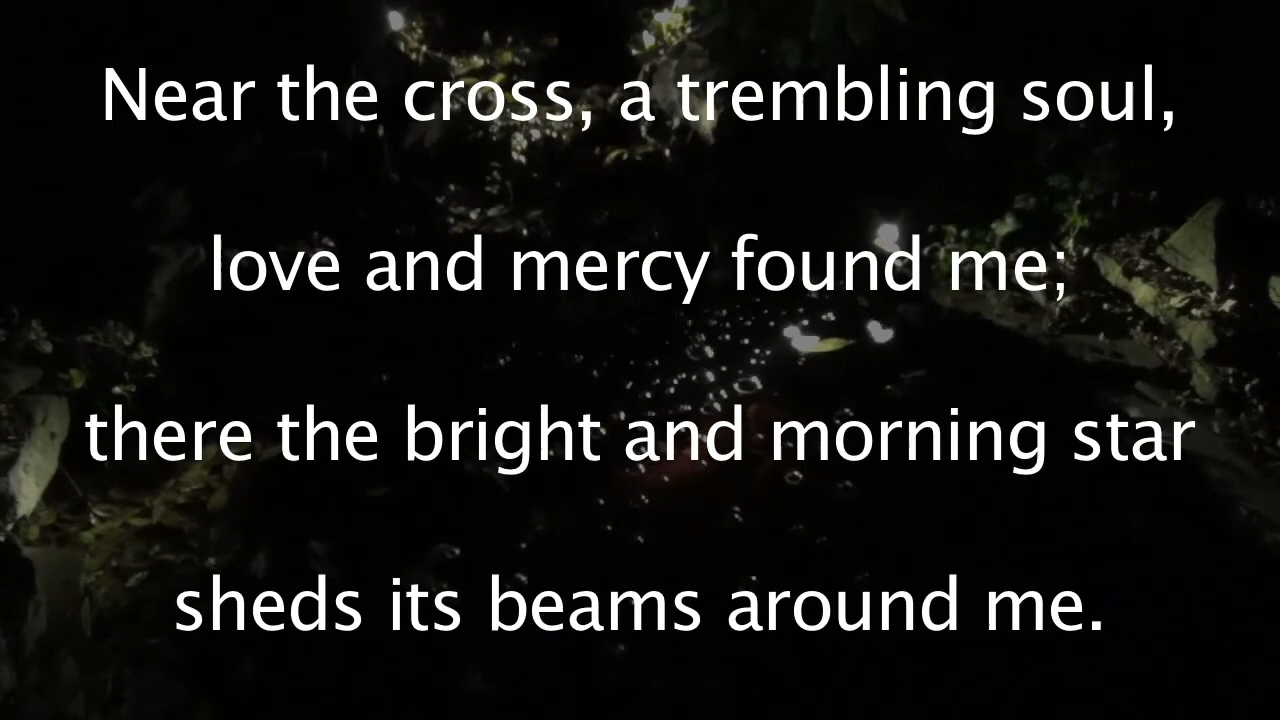 Near the cross, a trembling soul,
love and mercy found me;
there the bright and morning star
sheds its beams around me.